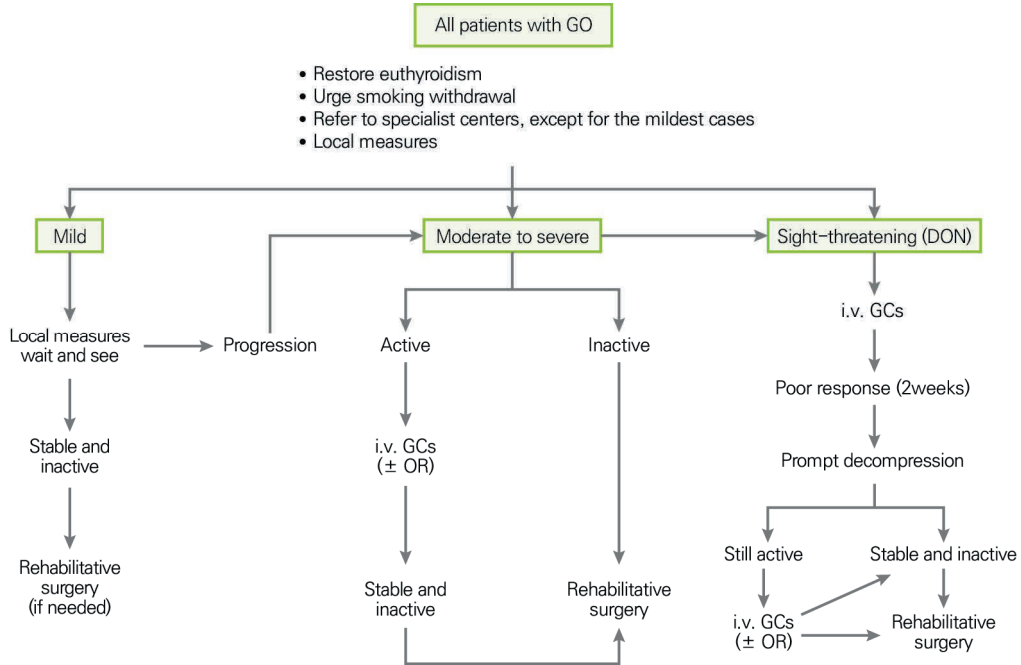 All patients with GO
• Restore euthyroidism
• Urge smoking withdrawal
• Refer to specialist centers, except for the mildest cases
• Local measures
Mild
Moderate to severe
Sight-threatening (DON)
Local measures
wait and see
Progression
Active
Inactive
i.v. GCs
Poor response (2weeks)
Stable and
inactive
i.v. GCs
(± OR)
Prompt decompression
Rehabilitative
surgery
(if needed)
Stable and
inactive
Rehabilitative
surgery
Still active
Stable and inactive
i.v. GCs
(± OR)
Rehabilitative
surgery